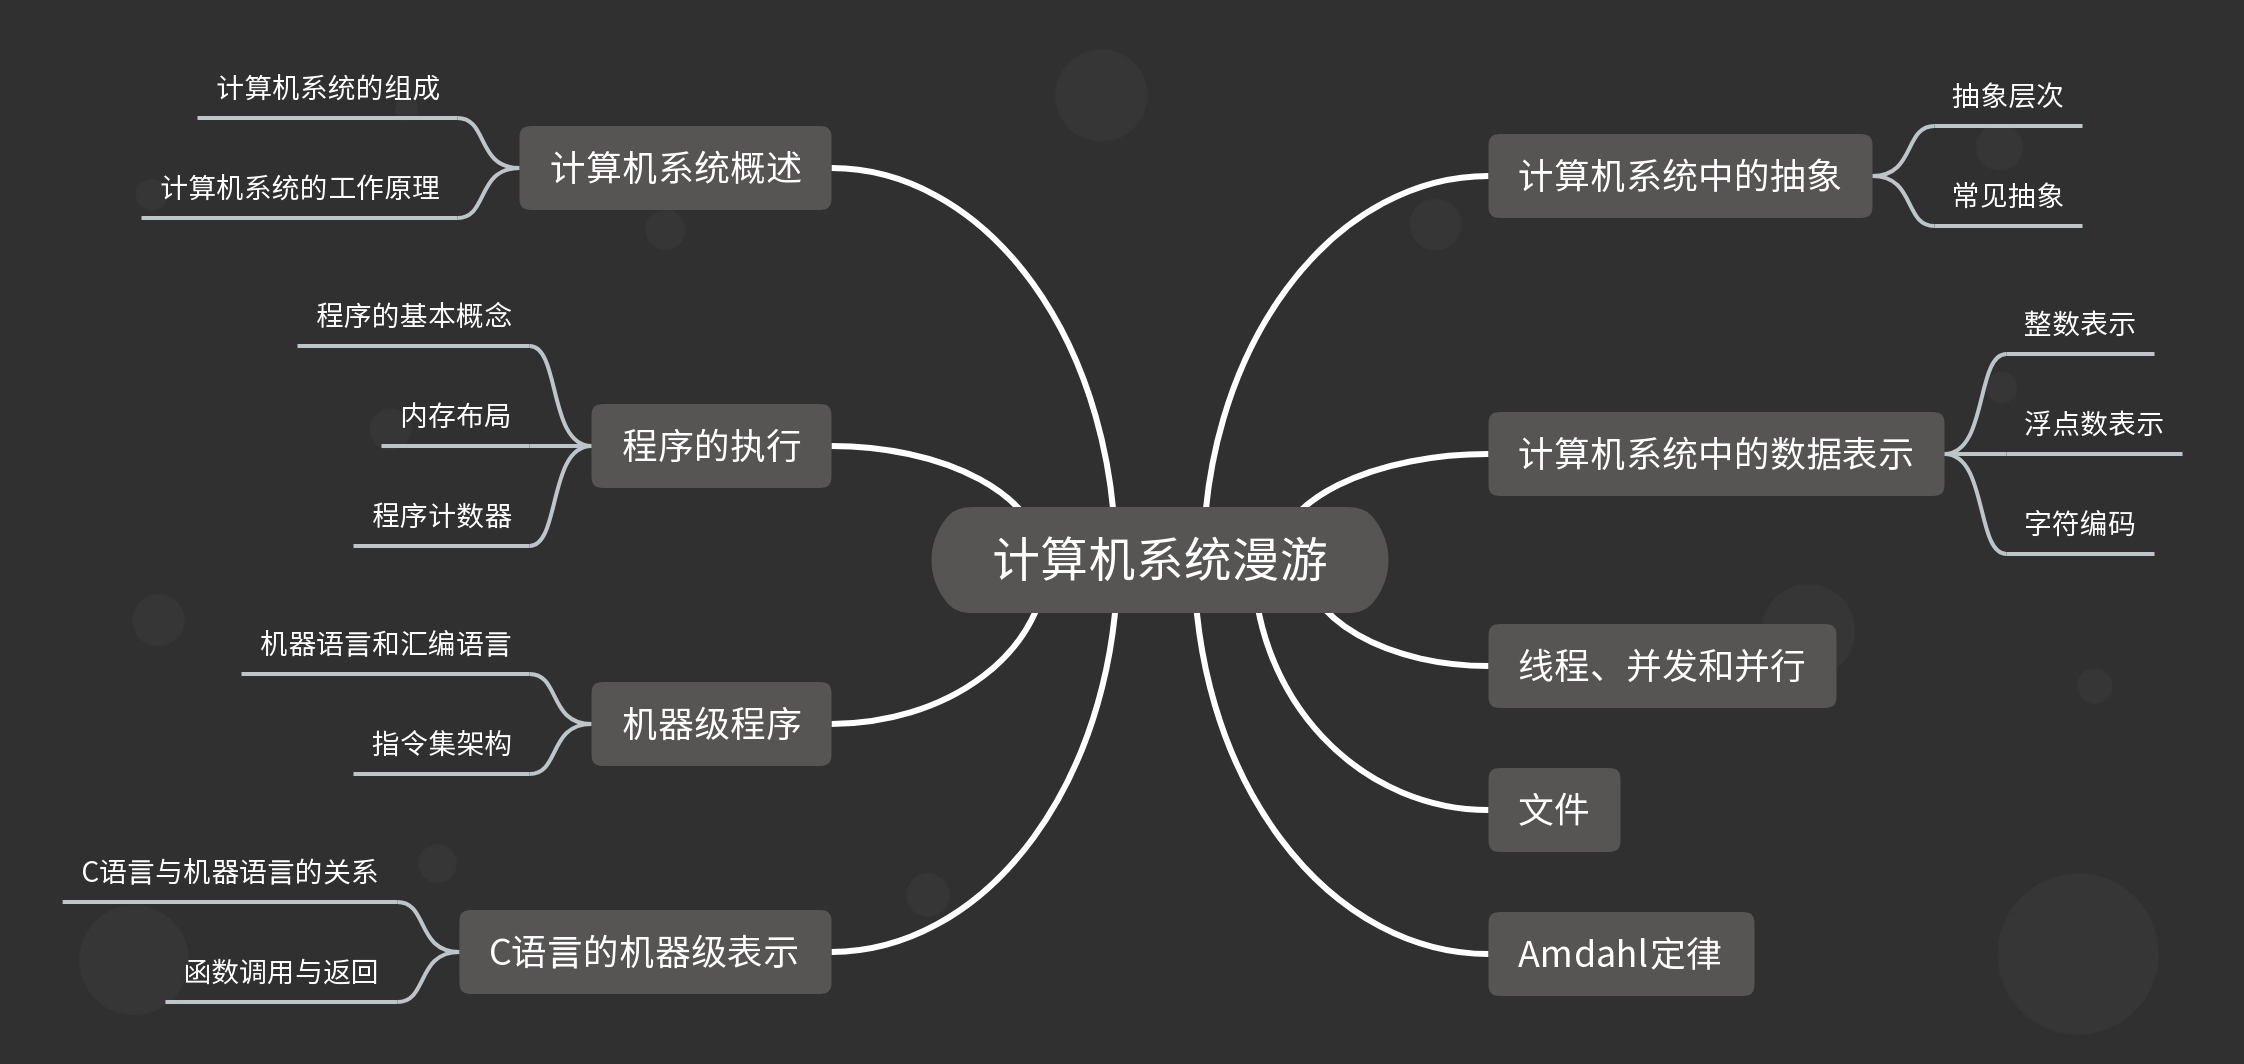 计算机系统漫游
计算机系统概述
计算机系统的组成
计算机系统的工作原理
程序的执行
程序的基本概念
内存布局
程序计数器
机器级程序
机器语言和汇编语言
指令集架构
C语言的机器级表示
C语言与机器语言的关系
函数调用与返回
计算机系统中的抽象
抽象层次
常见抽象
计算机系统中的数据表示
整数表示
浮点数表示
字符编码
线程、并发和并行
文件
Amdahl定律